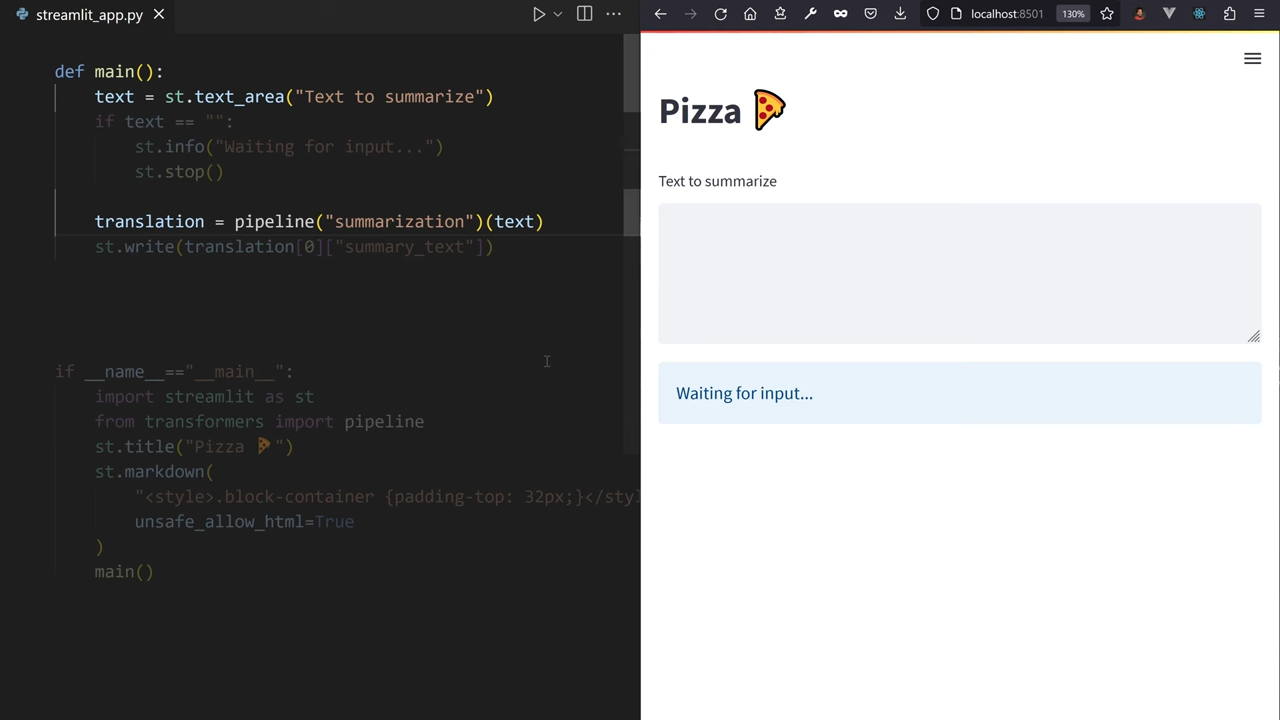 streamlit_app.py
def main():
text = st.text_area("Text to summarize")
if text == "":
st.info("Waiting for input...")
st.stop()
translation = pipeline("summarization")(text)
st.write(translation[0]["summary_text"])
if __name__=="__main__":
import streamlit as st
from transformers import pipeline
st.title("Pizza 🍕")
st.markdown(
"<style>.block-container {padding-top: 32px;}</styl
unsafe_allow_html=True
)
main()
localhost:8501
130%
Pizza 🍕
Text to summarize
Waiting for input...